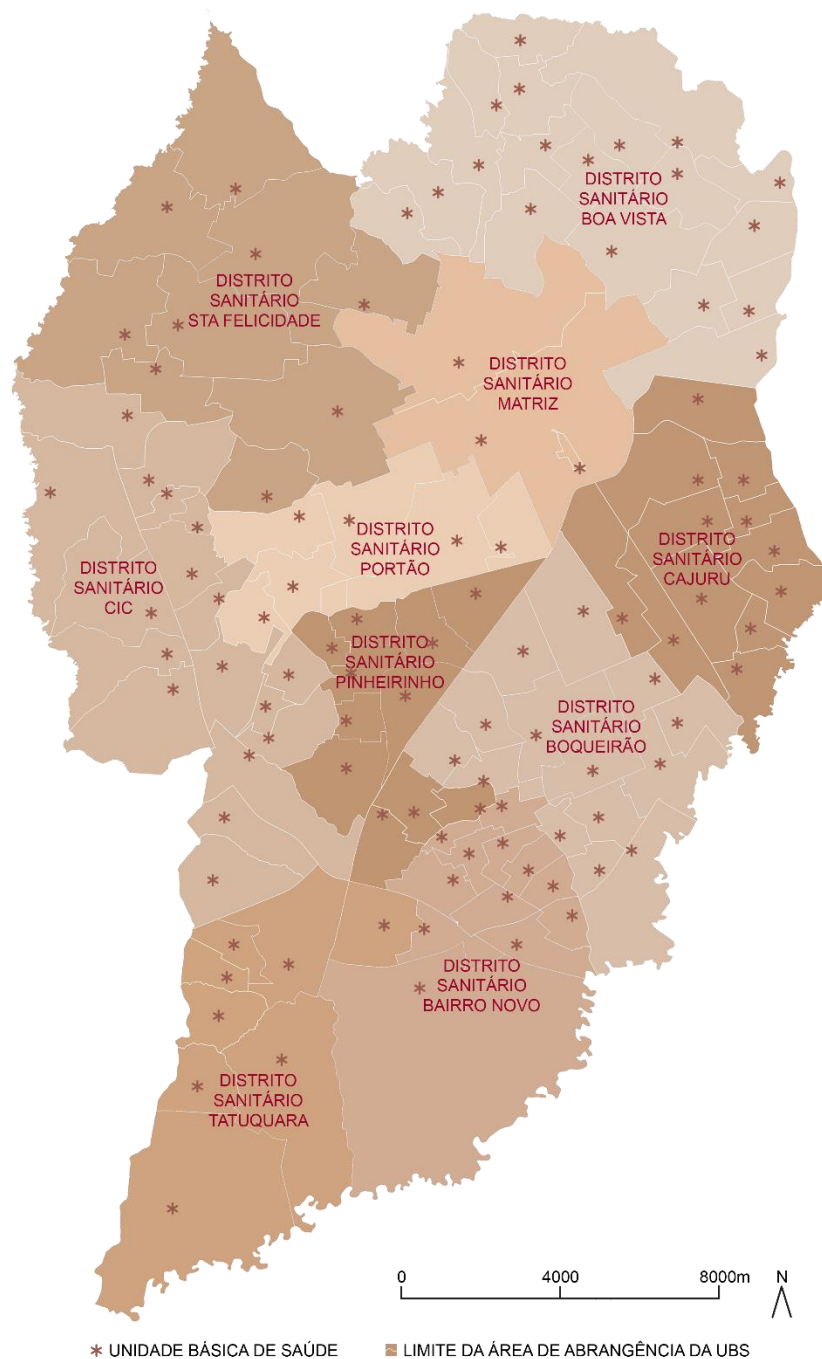 DISTRITO
SANITÁRIO
BOA VISTA
DISTRITO
SANITÁRIO
STA FELICIDADE
DISTRITO
SANITÁRIO
MATRIZ
DISTRITO
SANITÁRIO
PORTÃO
DISTRITO
SANITÁRIO
CAJURU
DISTRITO
SANITÁRIO
CIC
DISTRITO
SANITÁRIO
PINHEIRINHO
DISTRITO
SANITÁRIO
BOQUEIRÃO
DISTRITO
SANITÁRIO
BAIRRO NOVO
DISTRITO
SANITÁRIO
TATUQUARA
0 4000 8000m N
UNIDADE BÁSICA DE SAÚDE LIMITE DA ÁREA DE ABRANGÊNCIA DA UBS